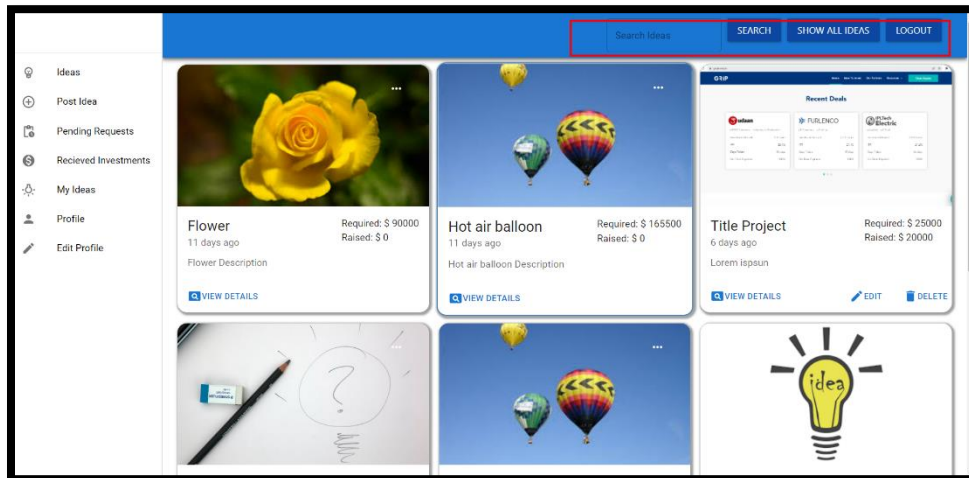 Search Ideas
SEARCH
SHOW ALL IDEAS
LOGOUT
Ideas
Post Idea
Pending Requests
Recieved Investments
My Ideas
Profile
Edit Profile
Flower
11 days ago
Required: $ 90000
Raised: $ 0
Flower Description
VIEW DETAILS
Hot air balloon
11 days ago
Required: $ 165500
Raised: $ 0
Hot air balloon Description
VIEW DETAILS
GRiP
Recent Deals
FURLENCO
Electric
Title Project
6 days ago
Required: $ 25000
Raised: $ 20000
Lorem ispsun
VIEW DETAILS
EDIT
DELETE
?
idea